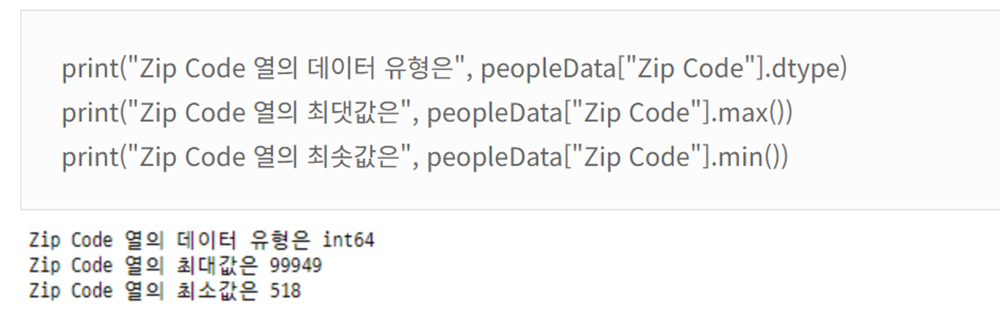 print("Zip Code 열의 데이터 유형은", peopleData["Zip Code"].dtype)
print("Zip Code 열의 최댓값은", peopleData["Zip Code"].max())
print("Zip Code 열의 최솟값은", peopleData["Zip Code"].min())
Zip Code 열의 데이터 유형은 int64
Zip Code 열의 최대값은 99949
Zip Code 열의 최소값은 518